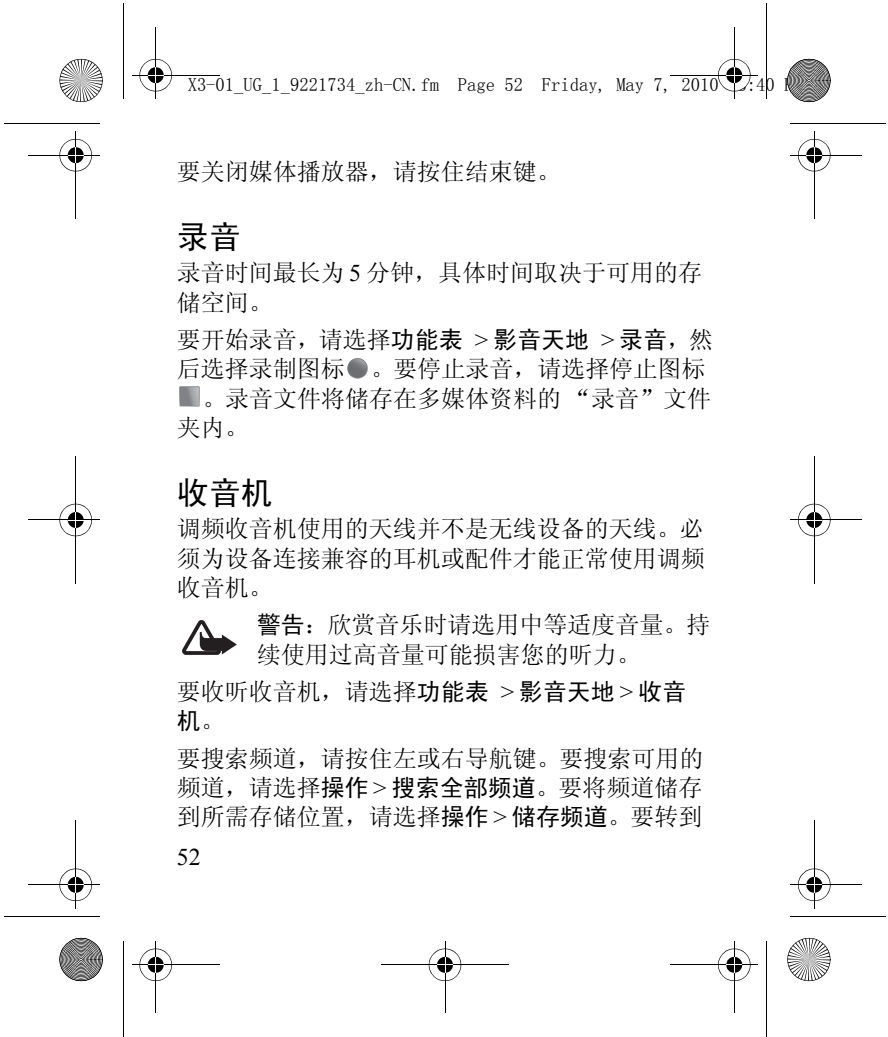 X3-01_UG_1_9221734_zh-CN.fm Page 52 Friday, May 7, 2010 :40
要关闭媒体播放器，请按住结束键。
录音
录音时间最长为 5 分钟，具体时间取决于可用的存
储空间。
要开始录音，请选择功能表 > 影音天地 > 录音，然
后选择录制图标●。要停止录音，请选择停止图标
■。录音文件将储存在多媒体资料的 “录音”文件
夹内。
收音机
调频收音机使用的天线并不是无线设备的天线。必
须为设备连接兼容的耳机或配件才能正常使用调频
收音机。
警告：欣赏音乐时请选用中等适度音量。持
续使用过高音量可能损害您的听力。
要收听收音机，请选择功能表 > 影音天地 > 收音
机。
要搜索频道，请按住左或右导航键。要搜索可用的
频道，请选择操作 > 搜索全部频道。要将频道储存
到所需存储位置，请选择操作 > 储存频道。要转到
52